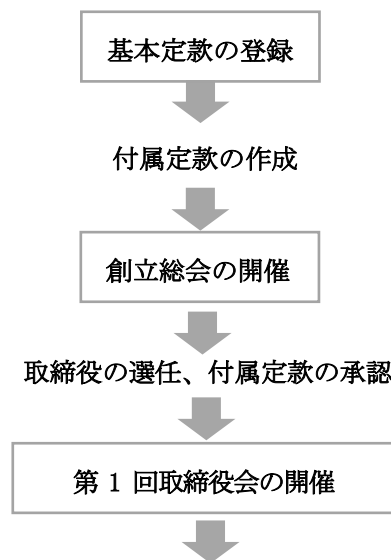 基本定款の登録
付属定款の作成
創立総会の開催
取締役の選任、付属定款の承認
第 1 回取締役会の開催